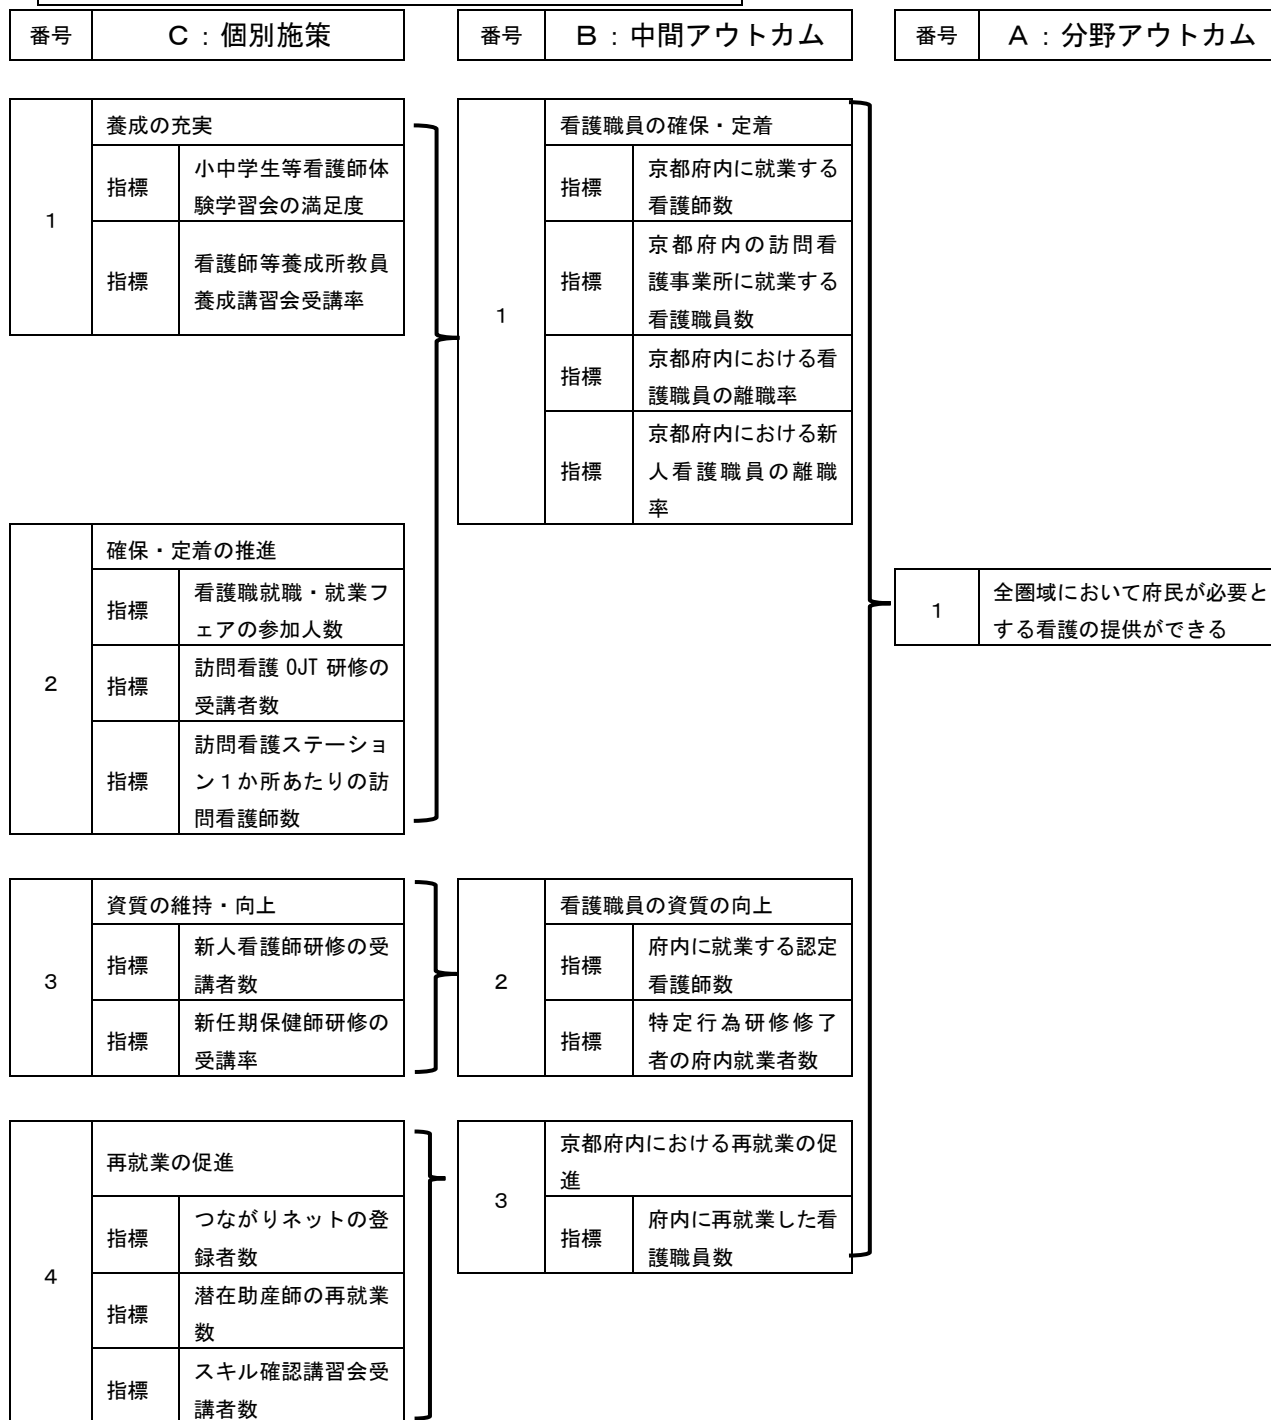 番号 C：個別施策 番号 B：中間アウトカム 番号 A：分野アウトカム
1
養成の充実
指標
小中学生等看護師体
験学習会の満足度
指標
看護師等養成所教員
養成講習会受講率
2
確保・定着の推進
指標
看護職就職・就業フ
ェアの参加人数
指標
訪問看護 OJT 研修の
受講者数
指標
訪問看護ステーショ
ン１か所あたりの訪
問看護師数
3
資質の維持・向上
指標
新人看護師研修の受
講者数
指標
新任期保健師研修の
受講率
4
再就業の促進
指標
つながりネットの登
録者数
指標
潜在助産師の再就業
数
指標
スキル確認講習会受
講者数
1
看護職員の確保・定着
指標
京都府内に就業する
看護師数
指標
京都府内の訪問看
護事業所に就業する
看護職員数
指標
京都府内における看
護職員の離職率
指標
京都府内における新
人看護職員の離職
率
2
看護職員の資質の向上
指標
府内に就業する認定
看護師数
指標
特定行為研修修了
者の府内就業者数
3
京都府内における再就業の促
進
指標
府内に再就業した看
護職員数
1
全圏域において府民が必要と
する看護の提供ができる